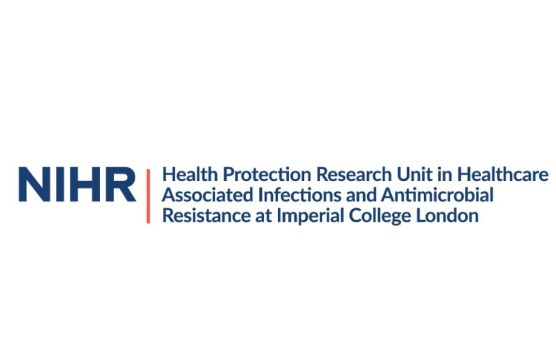 NIHR
Health Protection Research Unit in Healthcare
Associated Infections and Antimicrobial
Resistance at Imperial College London